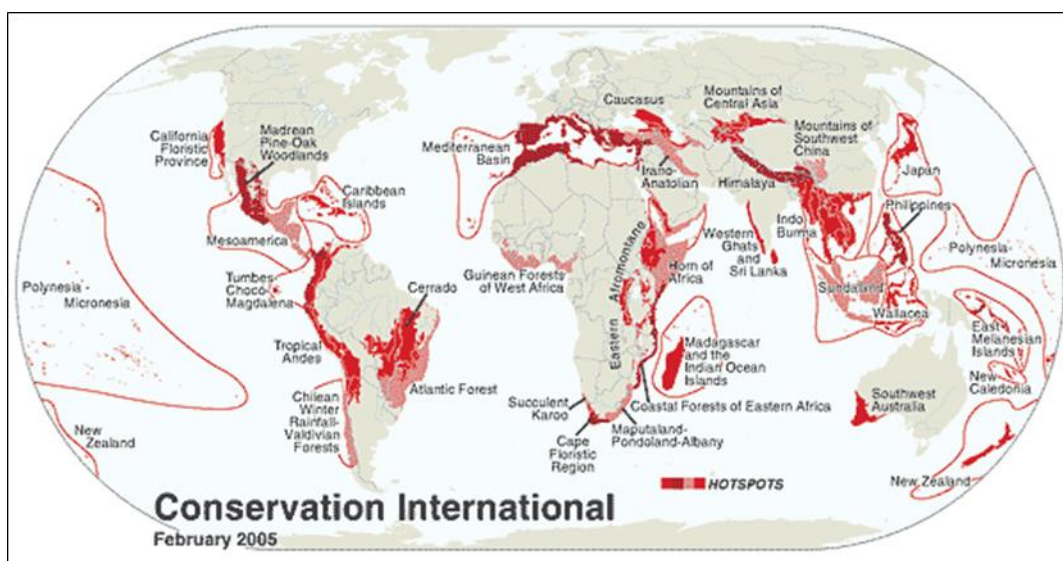 California
Floristic
Province
Madrean
Pine-Oak
Woodlands
Caribbean
Islands
Mesoamerica
Polynesia
Micronesia
Tumbes
Chocó
Magdalena
Tropical
Andes
Cerrado
Atlantic Forest
Chilean
Winter
Rainfall-
Valdivian
Forests
New
Zealand
Mediterranean
Basin
Caucasus
Irano-
Anatolian
Mountains of
Central Asia
Mountains of
Southwest
China
Himalaya
Japan
Philippines
Indo
Burma
Western
Ghats
and
Sri Lanka
Guinean Forests
of West Africa
Eastern Afromontane
Horn of
Africa
Madagascar
and the
Indian Ocean
Islands
Coastal Forests of Eastern Africa
Maputaland-
Pondoland-Albany
Succulent
Karoo
Cape
Floristic
Region
Sundaland
Wallacea
Polynesia
Micronesia
East
Melanesian
Islands
New
Caledonia
Southwest
Australia
New Zealand
HOTSPOTS
Conservation International
February 2005